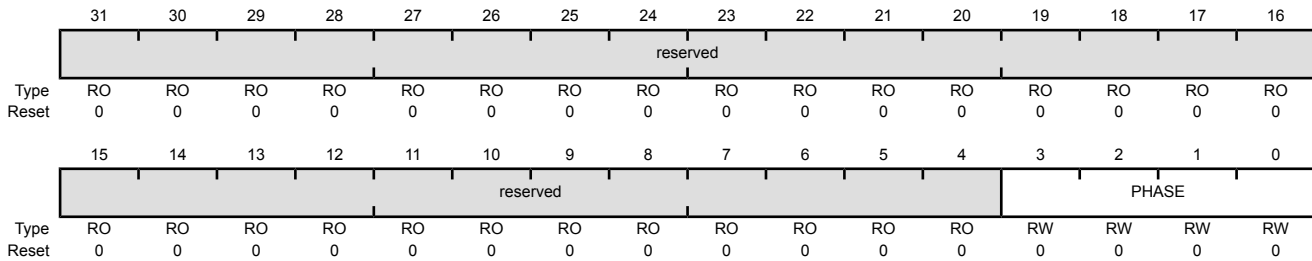 31 30 29 28 27 26 25 24 23 22 21 20 19 18 17 16
reserved
Type RO RO RO RO RO RO RO RO RO RO RO RO RO RO RO RO
Reset 0 0 0 0 0 0 0 0 0 0 0 0 0 0 0 0
15 14 13 12 11 10 9 8 7 6 5 4 3 2 1 0
reserved PHASE
Type RO RO RO RO RO RO RO RO RO RO RO RO RW RW RW RW
Reset 0 0 0 0 0 0 0 0 0 0 0 0 0 0 0 0